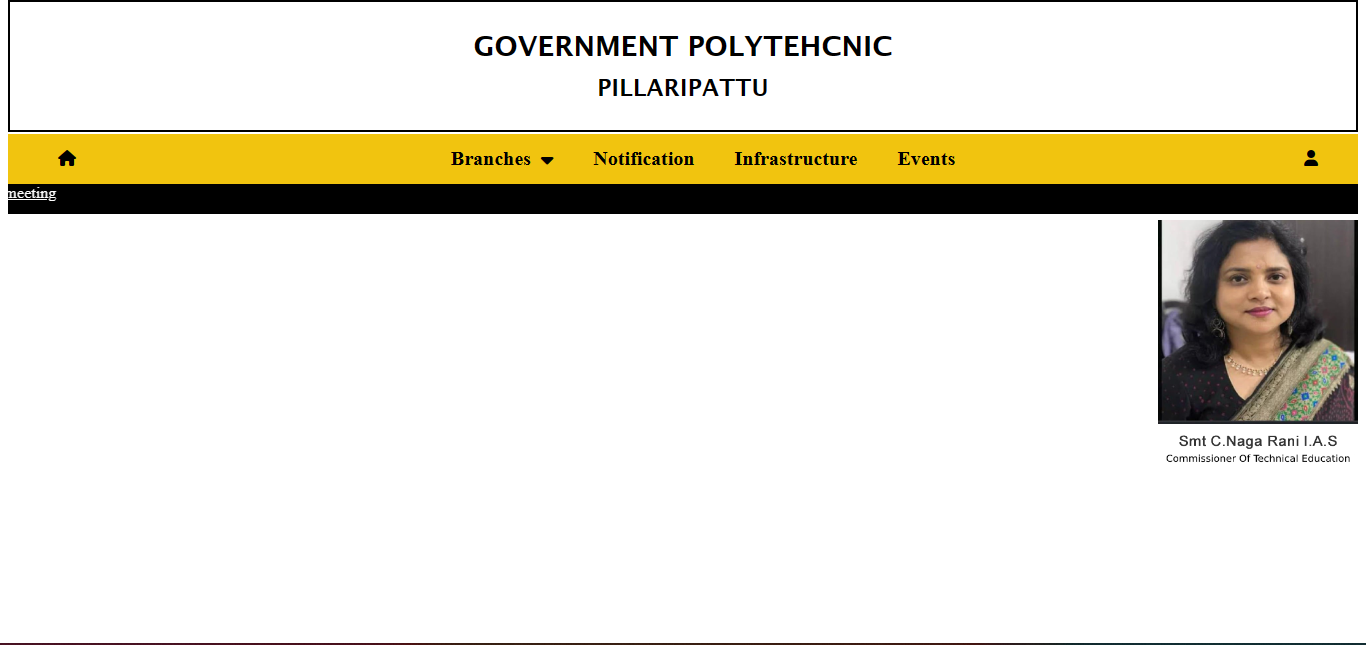 GOVERNMENT POLYTEHCNIC
PILLARIPATTU
Branches Notification Infrastructure Events
meeting
Smt C.Naga Rani I.A.S
Commissioner Of Technical Education